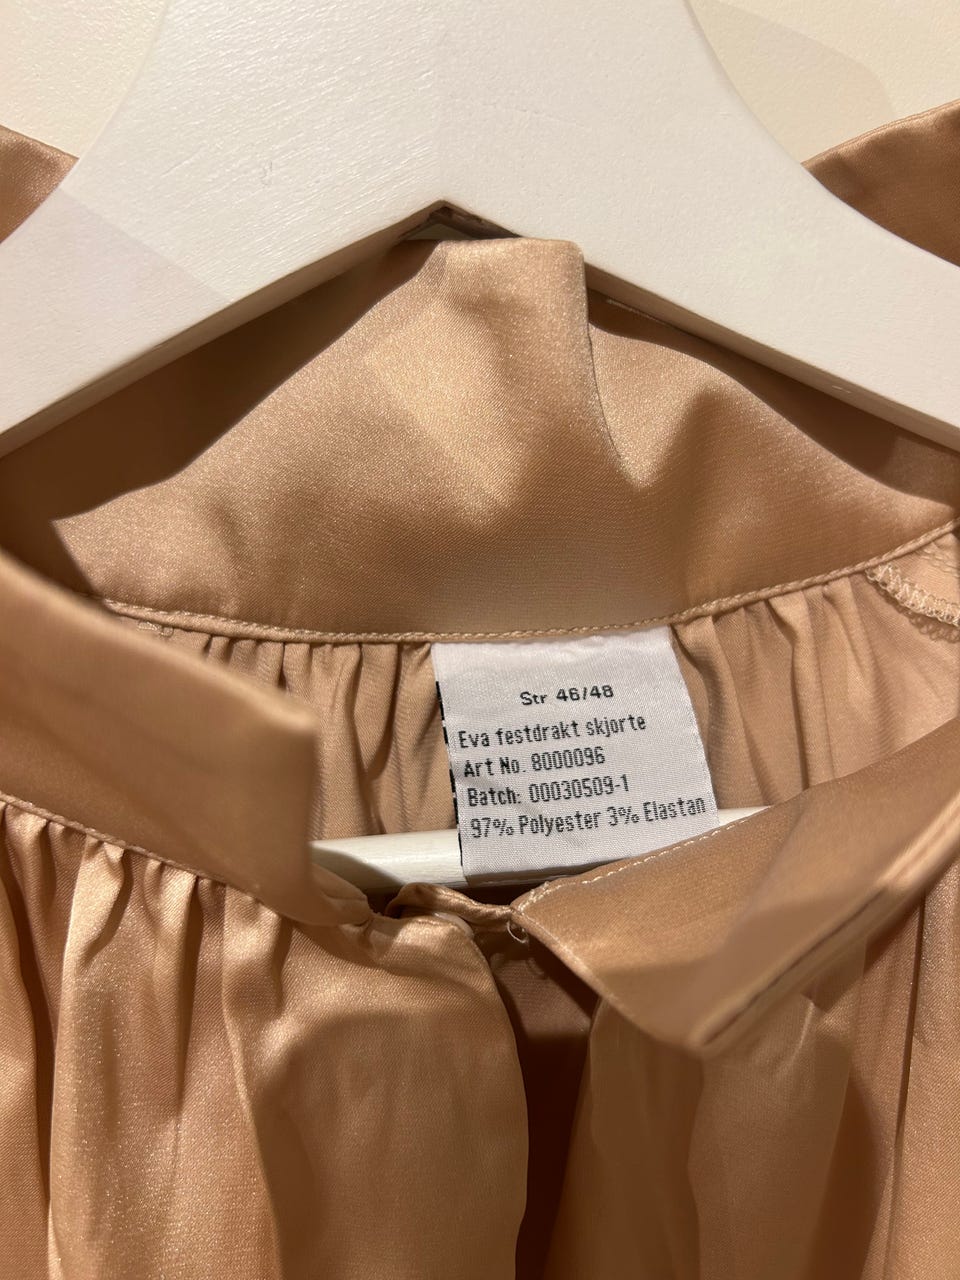 Str 46/48
Eva festdrakt skjorte
Art No. 8000096
Batch: 00030509-1
97% Polyester 3% Elastan